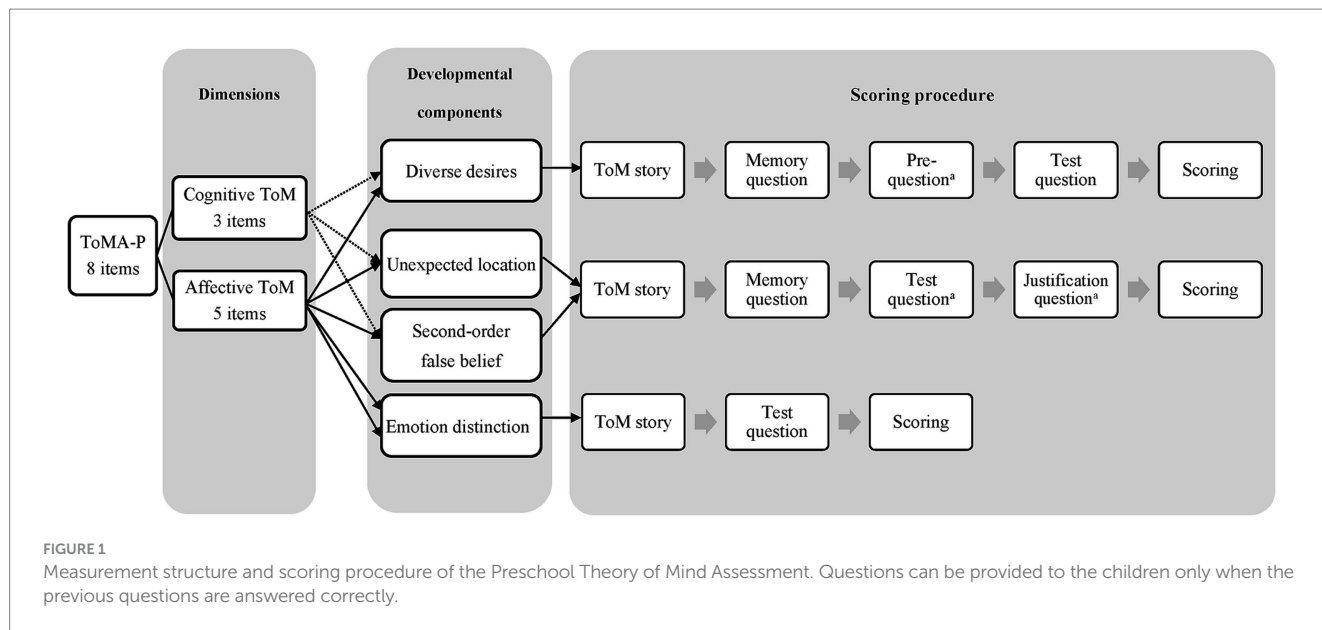 Dimensions
Developmental
components
Scoring procedure
ToMA-P
8 items
Cognitive ToM
3 items
Affective ToM
5 items
Diverse desires
Unexpected location
Second-order
false belief
Emotion distinction
ToM story
Memory
question
Pre-
questionᵃ
Test
question
Scoring
ToM story
Memory
question
Test
questionᵃ
Justification
questionᵃ
Scoring
ToM story
Test
question
Scoring
FIGURE 1
Measurement structure and scoring procedure of the Preschool Theory of Mind Assessment. Questions can be provided to the children only when the
previous questions are answered correctly.